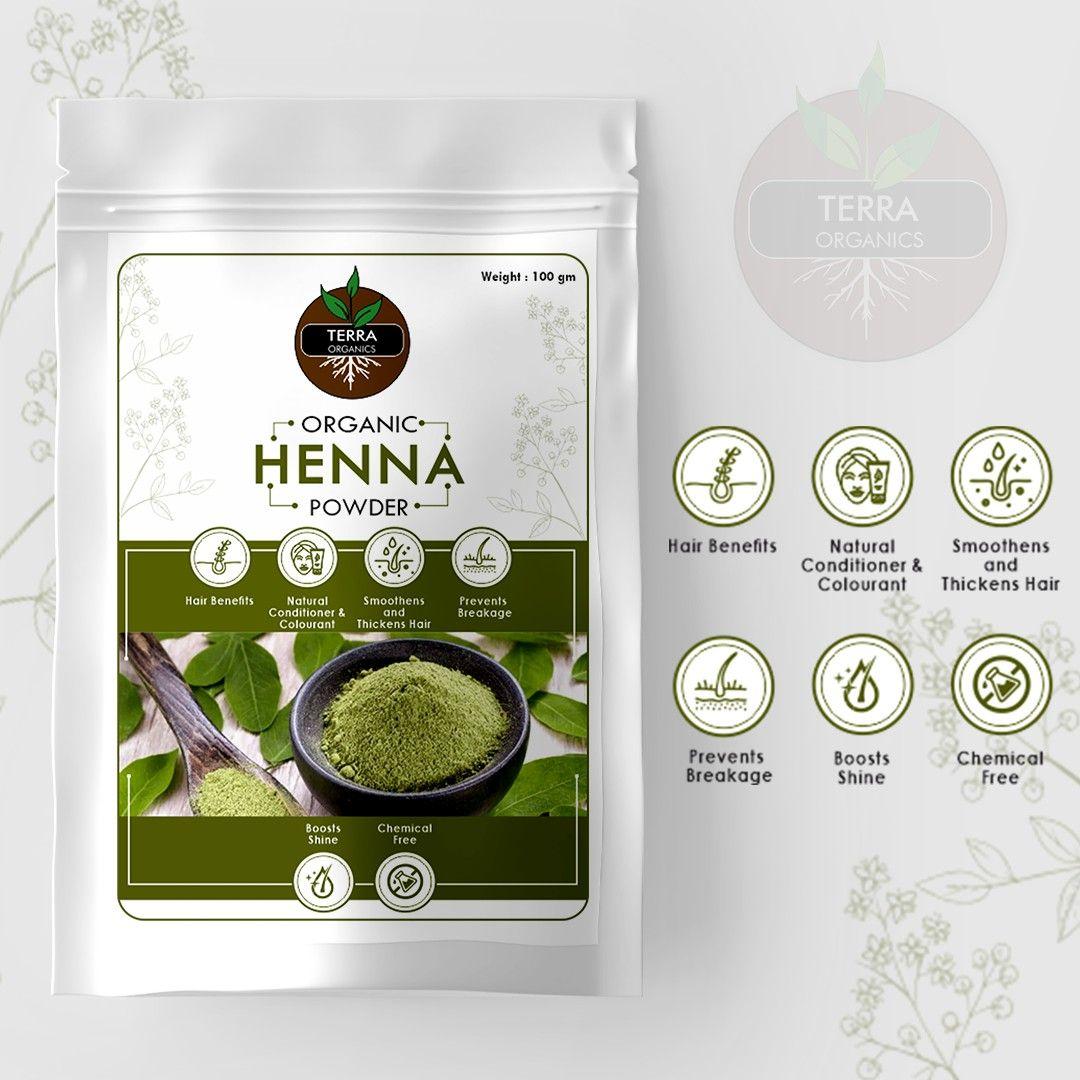 TERRA
ORGANICS
Weight : 100 gm
TERRA
ORGANICS
ORGANIC
HENNA
POWDER
Hair Benefits
Natural
Conditioner &
Colourant
Smoothens
and
Thickens Hair
Prevents
Breakage
Boosts
Shine
Chemical
Free
Hair Benefits
Natural
Conditioner &
Colourant
Smoothens
and
Thickens Hair
Prevents
Breakage
Boosts
Shine
Chemical
Free